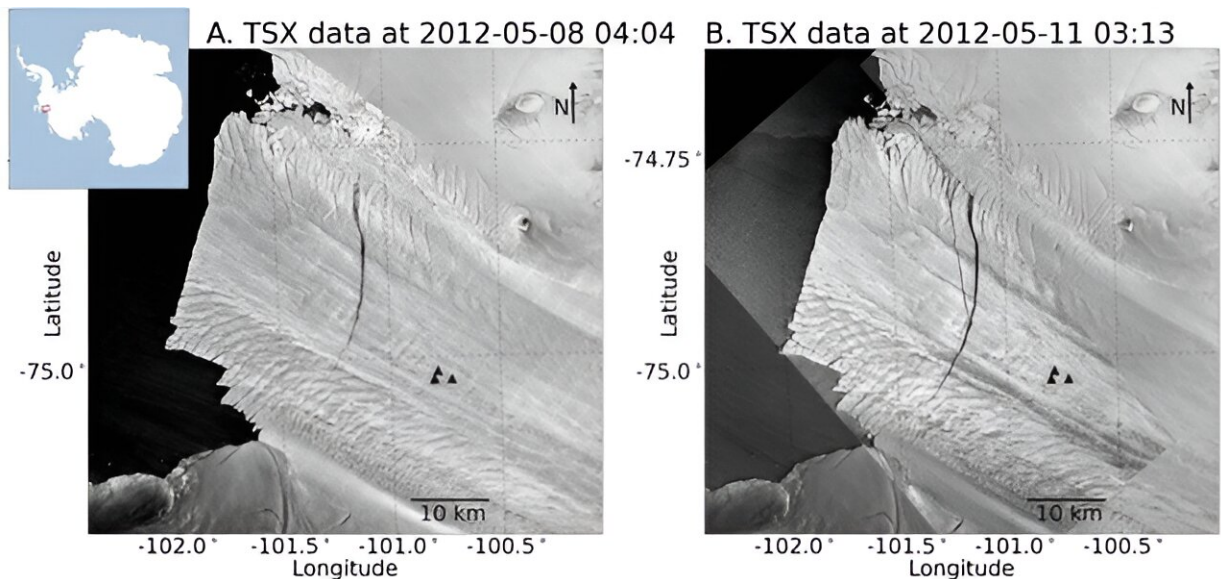 A. TSX data at 2012-05-08 04:04
B. TSX data at 2012-05-11 03:13
N
N
-74.75°
-74.75°
Latitude
Latitude
-75.0°
-75.0°
10 km
10 km
-102.0° -101.5° -101.0° -100.5°
-102.0° -101.5° -101.0° -100.5°
Longitude
Longitude